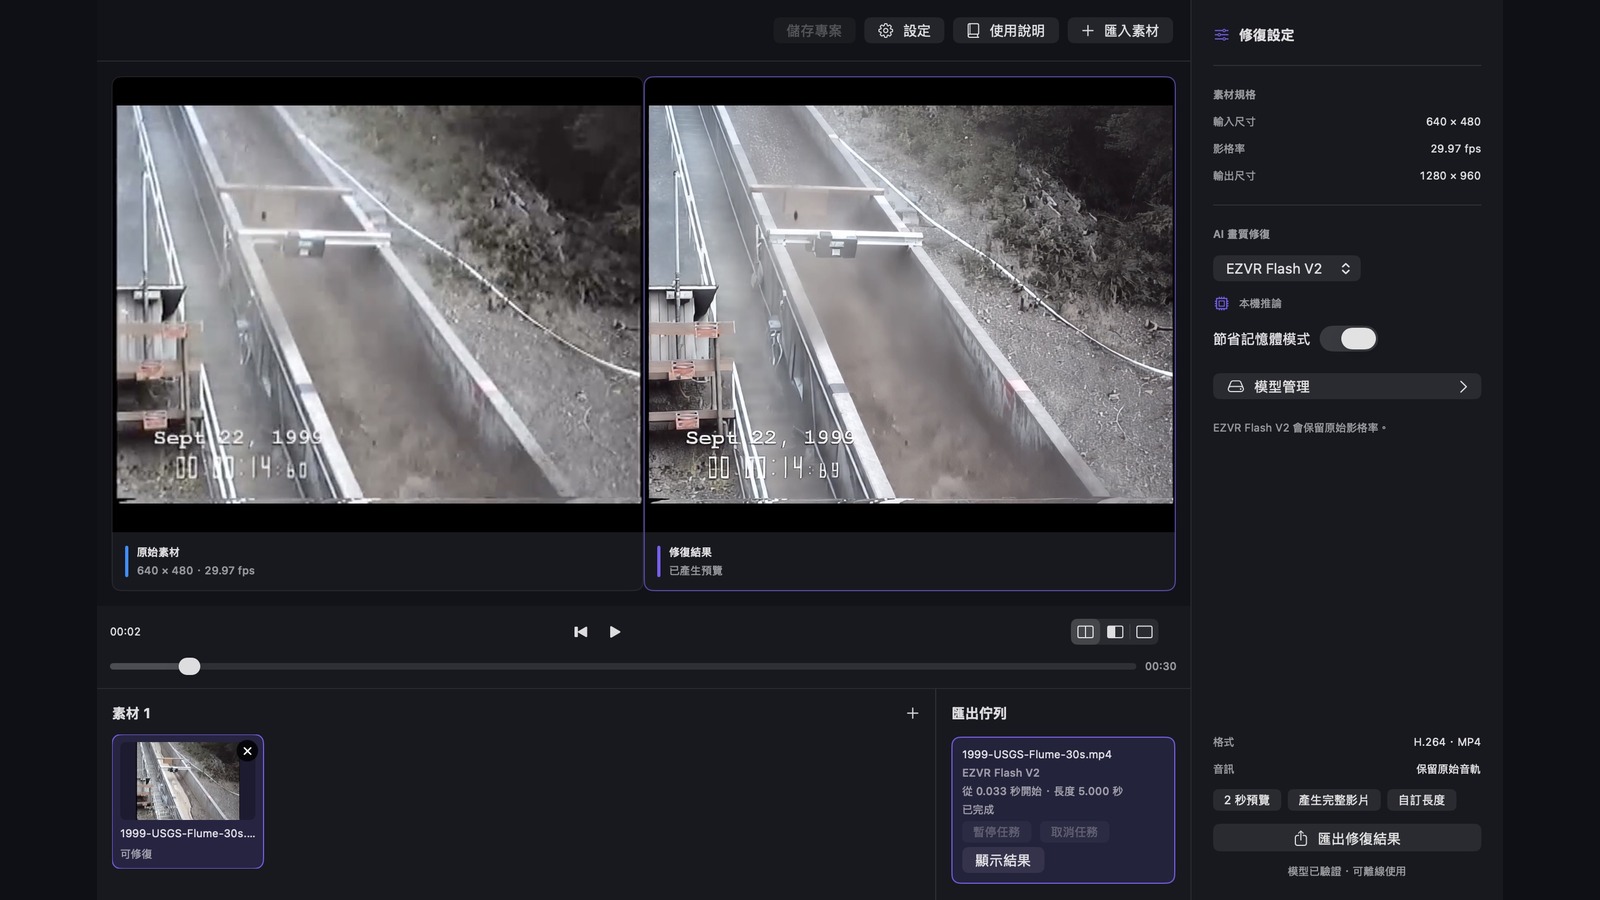 儲存專案
設定
使用說明
匯入素材
Sept 22, 1999
Sept 22, 1999
原始素材
640 × 480 · 29.97 fps
修復結果
已產生預覽
00:02
00:30
素材 1
1999-USGS-Flume-30s....
可修復
匯出佇列
1999-USGS-Flume-30s.mp4
EZVR Flash V2
從 0.033 秒開始 · 長度 5.000 秒
已完成
暫停任務
取消任務
顯示結果
修復設定
素材規格
輸入尺寸 640 × 480
影格率 29.97 fps
輸出尺寸 1280 × 960
AI 畫質修復
EZVR Flash V2
本機推論
節省記憶體模式
模型管理
EZVR Flash V2 會保留原始影格率。
格式 H.264 · MP4
音訊 保留原始音軌
2 秒預覽
產生完整影片
自訂長度
匯出修復結果
模型已驗證 · 可離線使用